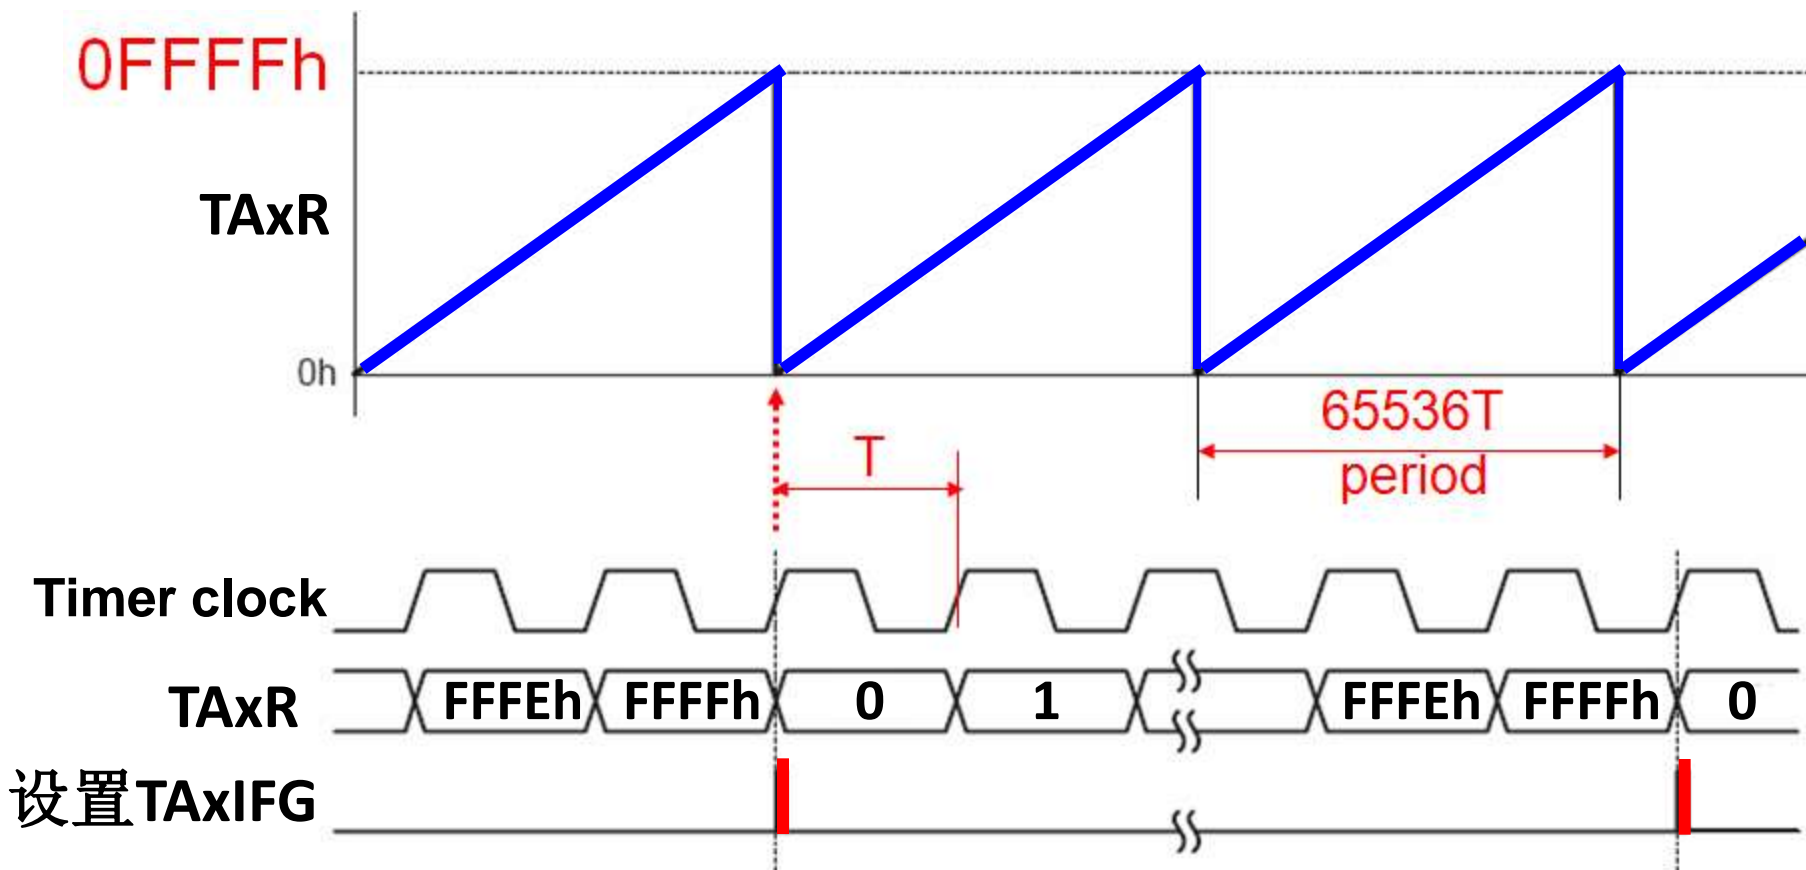 0FFFFh
TAxR
0h
65536T
period
T
Timer clock
TAxR FFFEh FFFFh 0 1 FFFEh FFFFh 0
设置TAxIFG